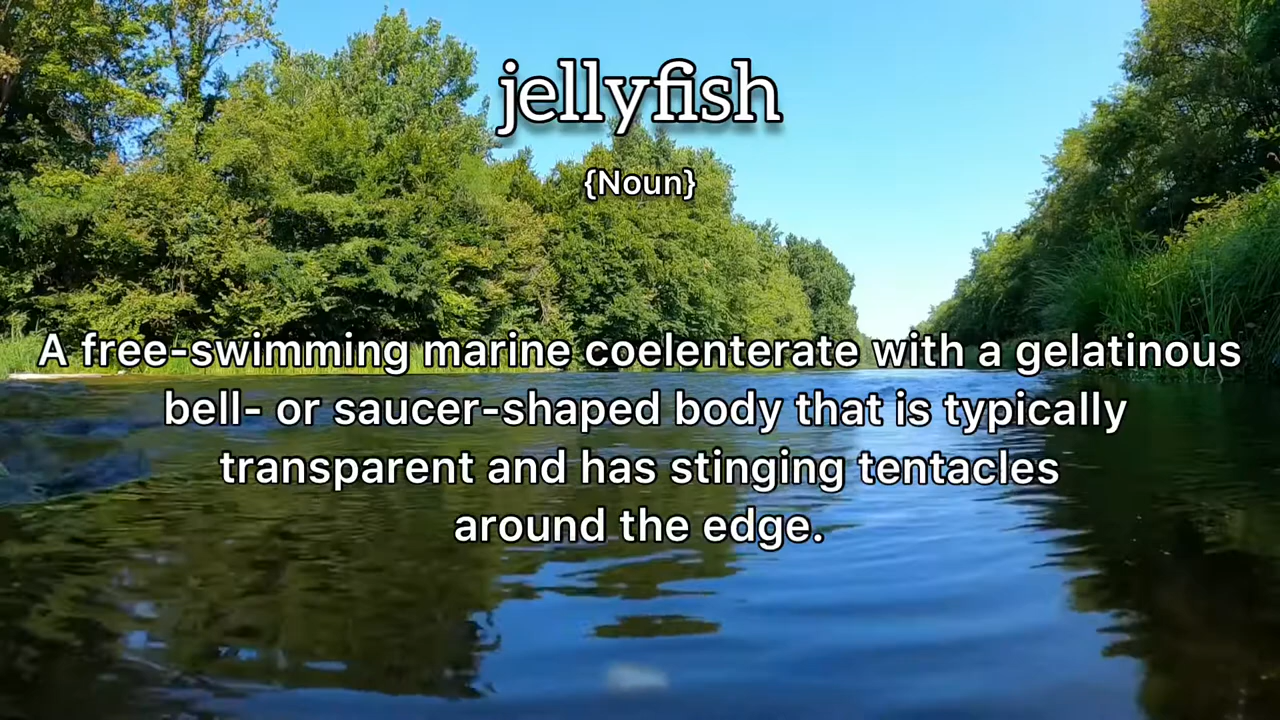 jellyfish
{Noun}
A free-swimming marine coelenterate with a gelatinous
bell- or saucer-shaped body that is typically
transparent and has stinging tentacles
around the edge.